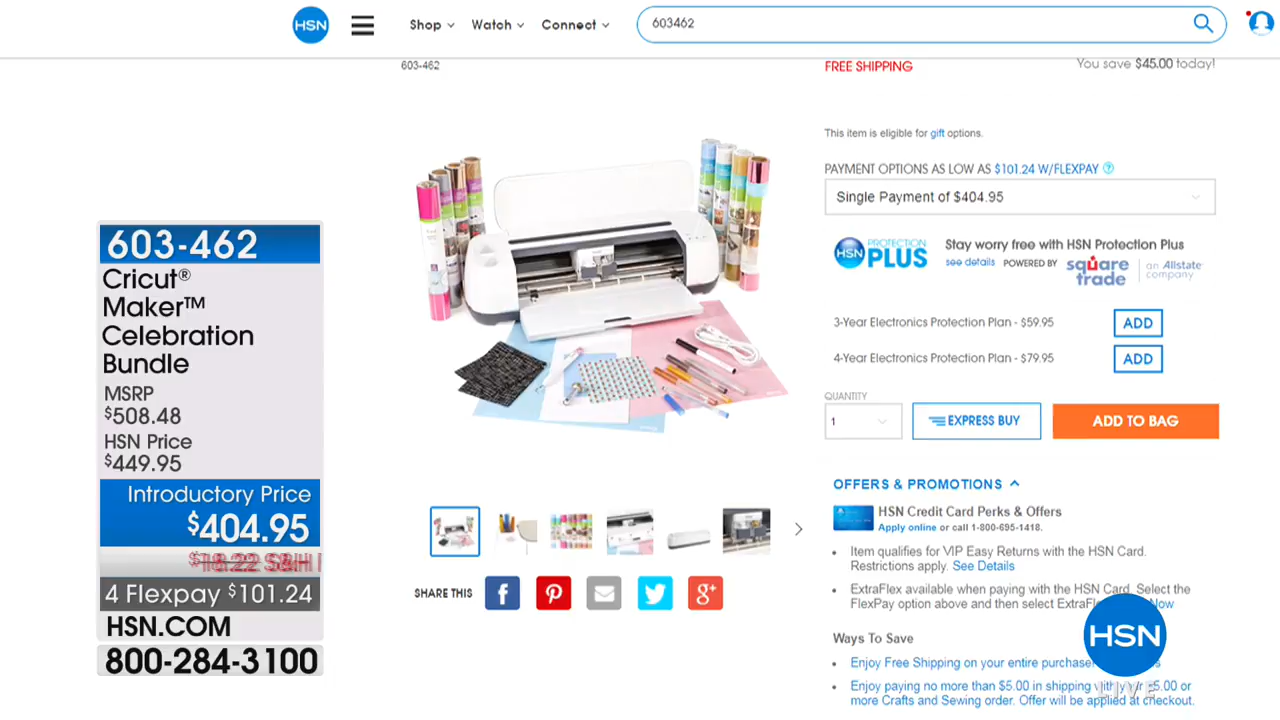 HSN
Shop
Watch
Connect
603462
603-462
FREE SHIPPING
You save $45.00 today!
This item is eligible for gift options.
PAYMENT OPTIONS AS LOW AS $101.24 W/FLEXPAY ?
Single Payment of $404.95
HSN PROTECTION PLUS
Stay worry free with HSN Protection Plus
see details POWERED BY square trade an Allstate company
3-Year Electronics Protection Plan - $59.95 ADD
4-Year Electronics Protection Plan - $79.95 ADD
QUANTITY
1
EXPRESS BUY
ADD TO BAG
OFFERS & PROMOTIONS
HSN Credit Card Perks & Offers
Apply online or call 1-800-695-1418.
Item qualifies for VIP Easy Returns with the HSN Card.
Restrictions apply. See Details
ExtraFlex available when paying with the HSN Card. Select the
FlexPay option above and then select ExtraFl Now
Ways To Save
Enjoy Free Shipping on your entire purchase
Enjoy paying no more than $5.00 in shipping with your 5.00 or
more Crafts and Sewing order. Offer will be applied at checkout.
SHARE THIS
603-462
Cricut®
Maker™
Celebration
Bundle
MSRP
$508.48
HSN Price
$449.95
Introductory Price
$404.95
$18.22 S&H
4 Flexpay $101.24
HSN.COM
800-284-3100
HSN
LIVE